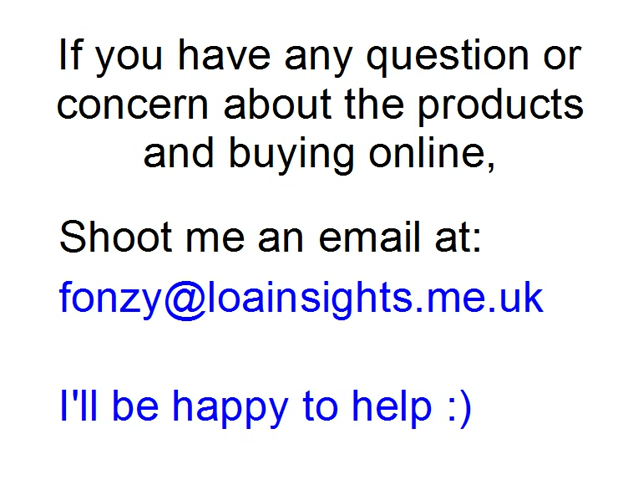 If you have any question or
concern about the products
and buying online,
Shoot me an email at:
fonzy@loainsights.me.uk
I'll be happy to help :)